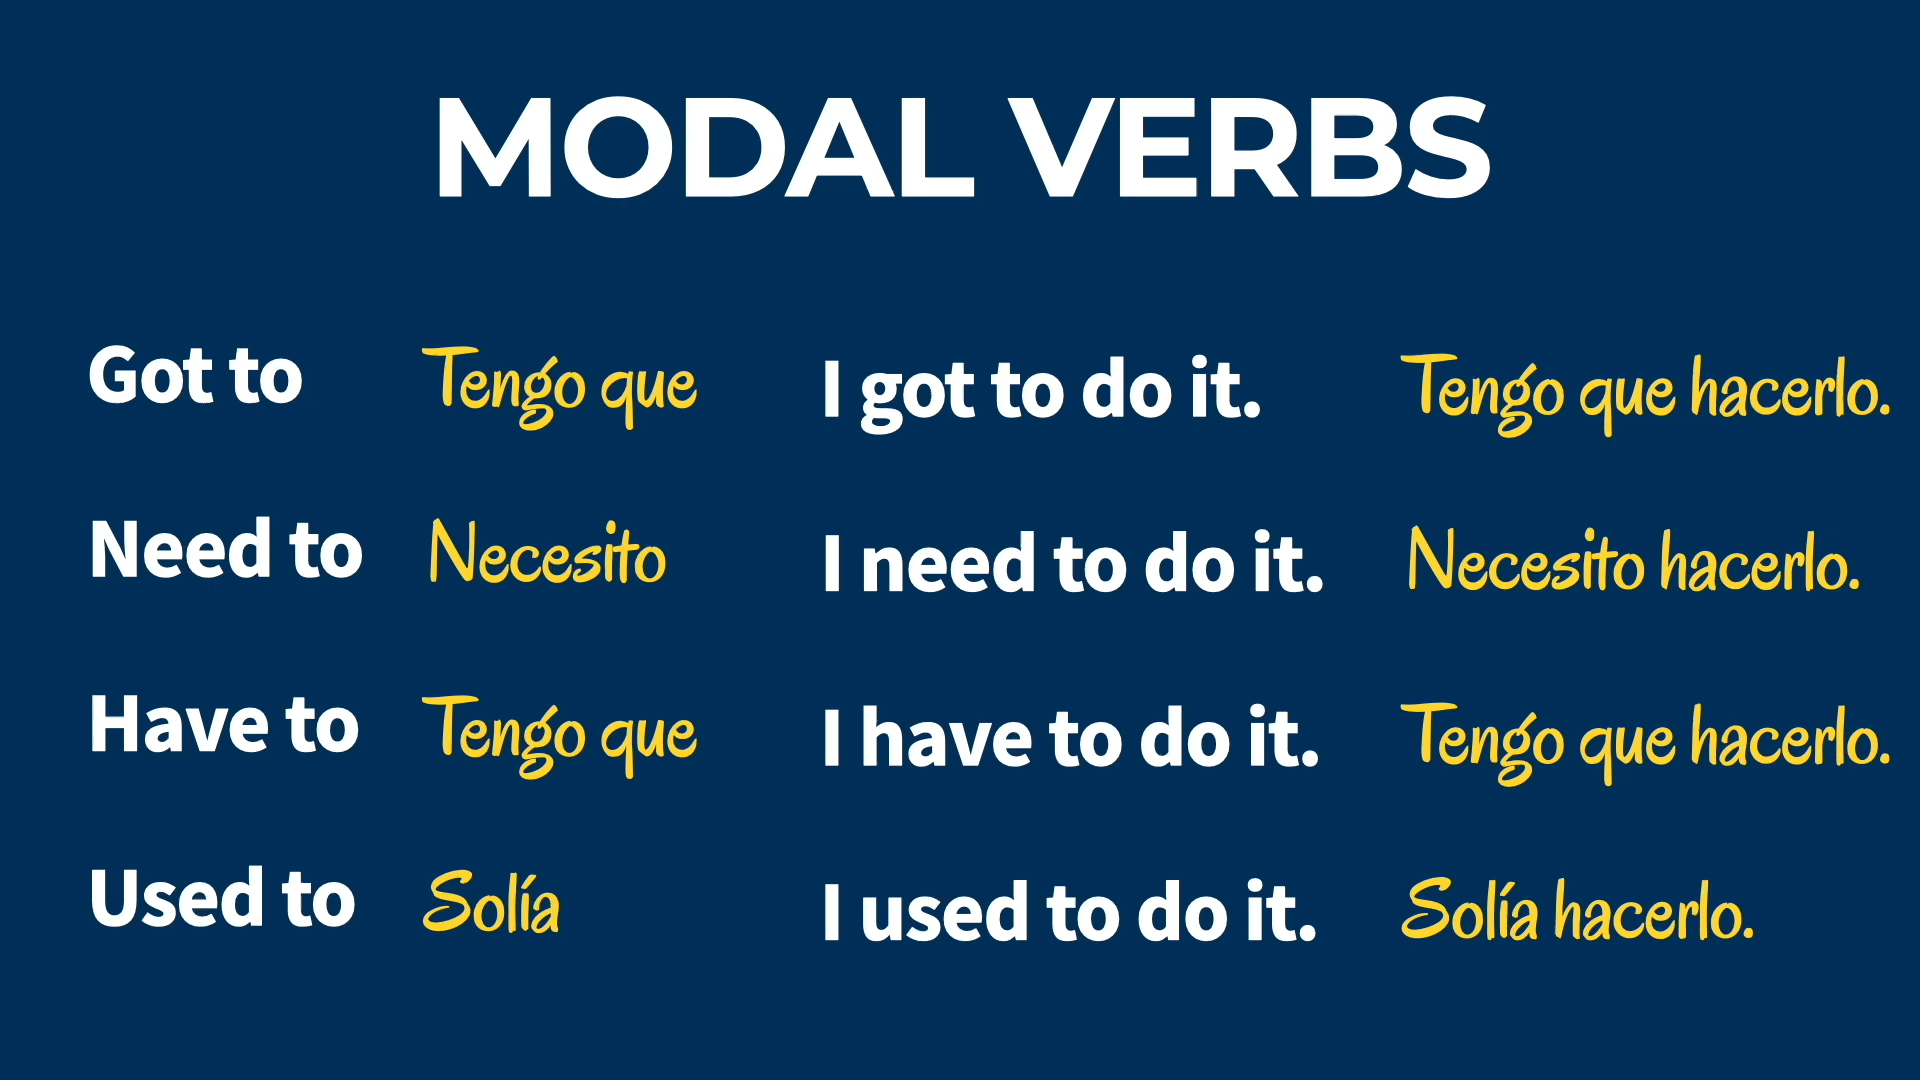 MODAL VERBS
Got to Tengo que I got to do it. Tengo que hacerlo.
Need to Necesito I need to do it. Necesito hacerlo.
Have to Tengo que I have to do it. Tengo que hacerlo.
Used to Solía I used to do it. Solía hacerlo.